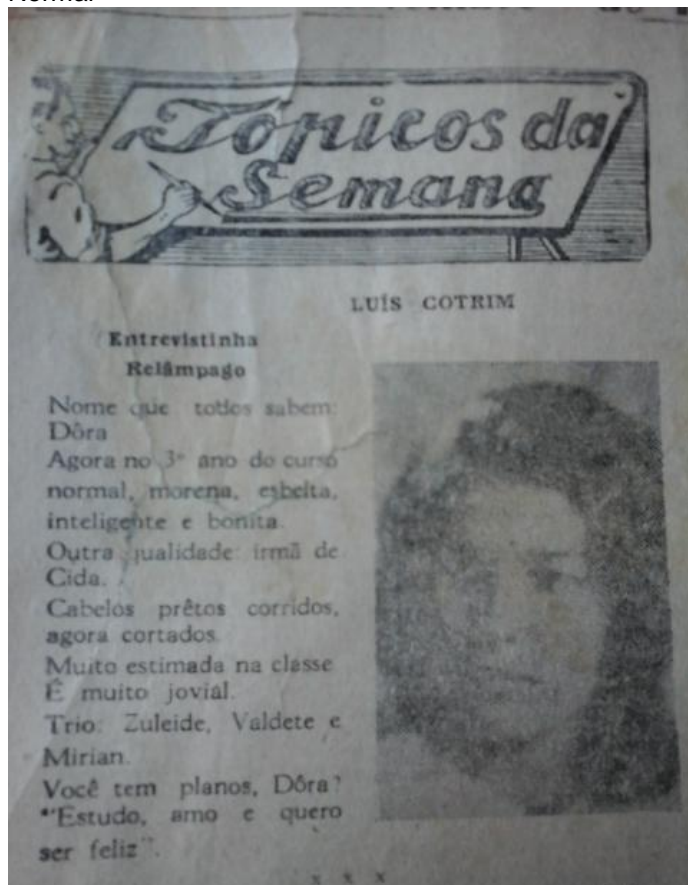 Normal
Tópicos da
Semana
LUÍS COTRIM
Entrevistinha
Relâmpago
Nome que todos sabem:
Dôra
Agora no 3º ano do curso
normal, morena, esbelta,
inteligente e bonita.
Outra qualidade: irmã de
Cida.
Cabelos prêtos corridos,
agora cortados.
Muito estimada na classe
É muito jovial.
Trio: Zuleide, Valdete e
Mirian.
Você tem planos, Dôra?
"Estudo, amo e quero
ser feliz".
x x x